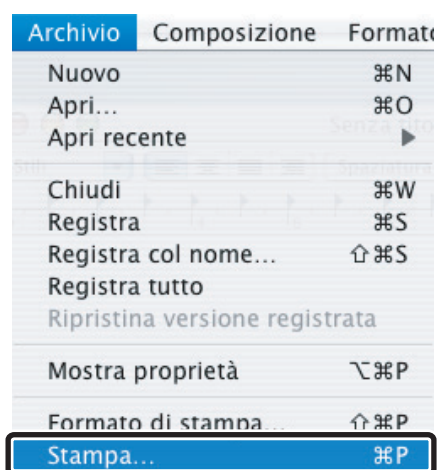 Archivio Composizione Formato
Nuovo ⌘N
Apri... ⌘O
Apri recente ▶
Chiudi ⌘W
Registra ⌘S
Registra col nome... ⇧⌘S
Registra tutto
Ripristina versione registrata
Mostra proprietà ⌥⌘P
Formato di stampa... ⇧⌘P
Stampa... ⌘P